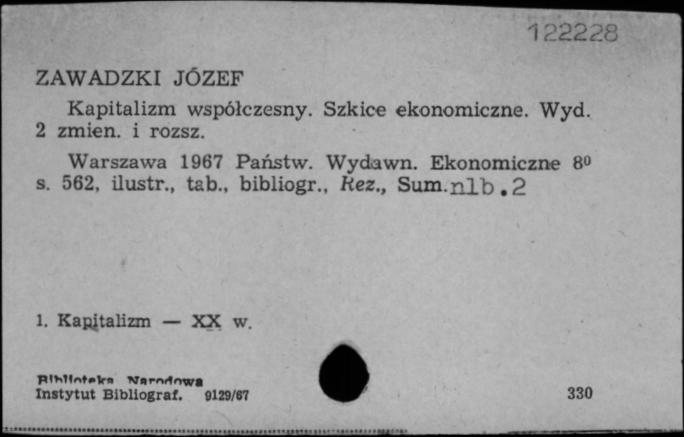 122228
ZAWADZKI JÓZEF
Kapitalizm współczesny. Szkice ekonomiczne. Wyd.
2 zmien. i rozsz.
Warszawa 1967 Państw. Wydawn. Ekonomiczne 8⁰
s. 562, ilustr., tab., bibliogr., Rez., Sum. nlb.2
1. Kapitalizm — XX w.
Biblioteka Narodowa
Instytut Bibliograf. 9129/67 330